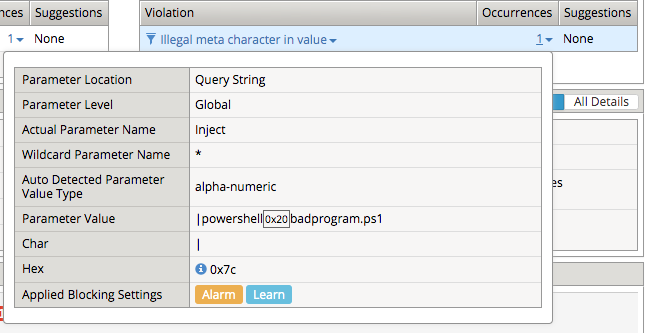 nces Suggestions
1 None
Violation Occurrences Suggestions
Illegal meta character in value 1 None
All Details
es
Parameter Location Query String
Parameter Level Global
Actual Parameter Name Inject
Wildcard Parameter Name *
Auto Detected Parameter
Value Type alpha-numeric
Parameter Value |powershell0x20badprogram.ps1
Char |
Hex 0x7c
Applied Blocking Settings Alarm Learn